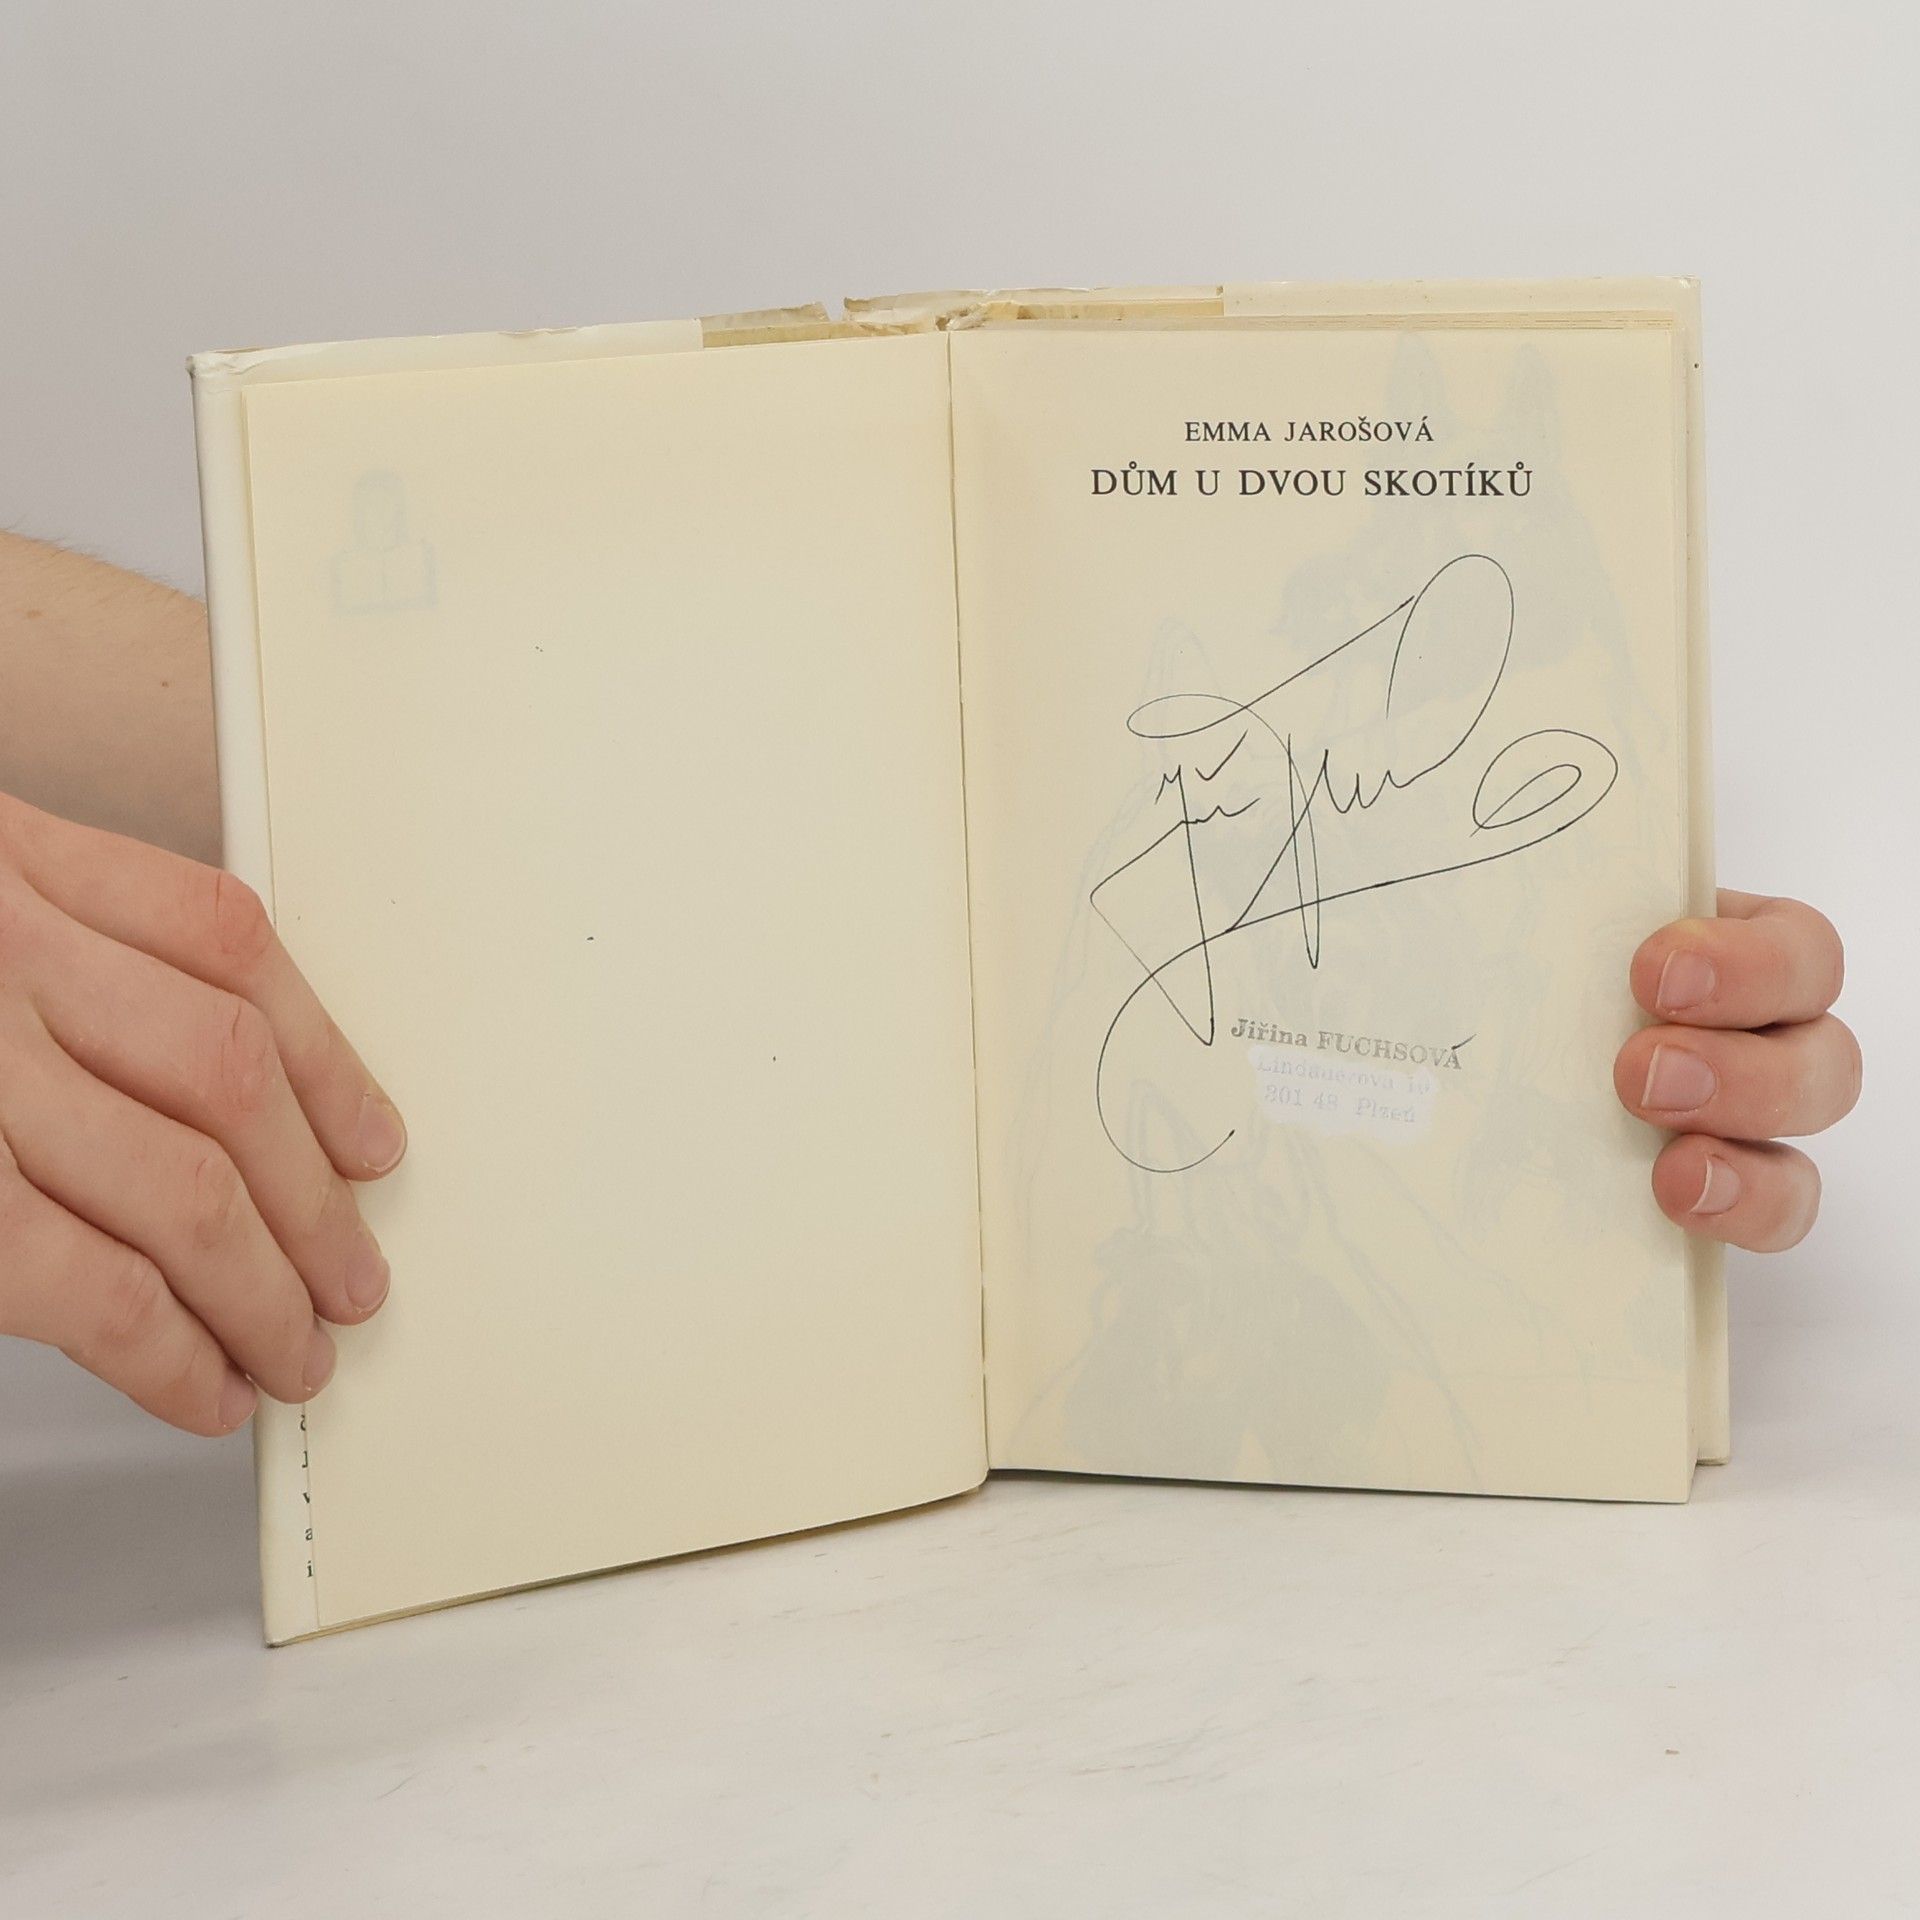 EMMA JAROŠOVÁ
DŮM U DVOU SKOTÍKŮ
Jiřina FUCHSOVÁ
Lindauerova 10
301 48 Plzeň